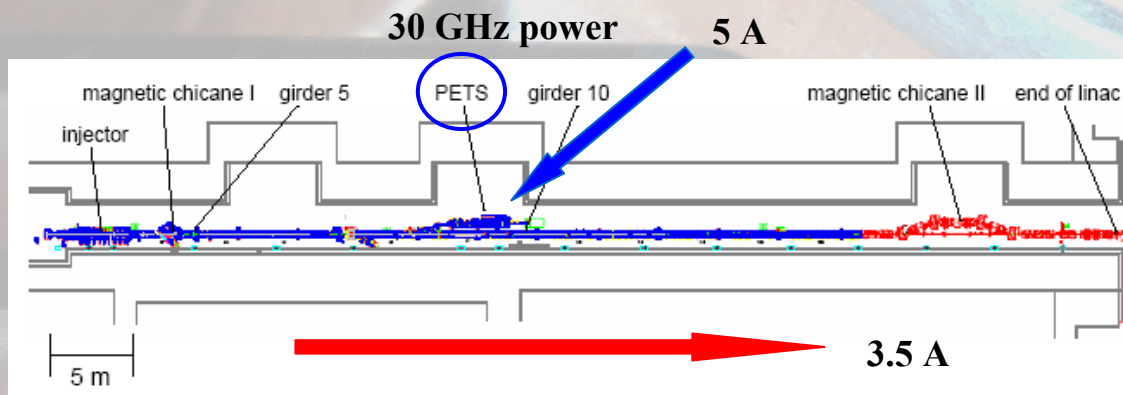 30 GHz power
5 A
magnetic chicane I
girder 5
PETS
girder 10
magnetic chicane II
end of linac
injector
3.5 A
5 m